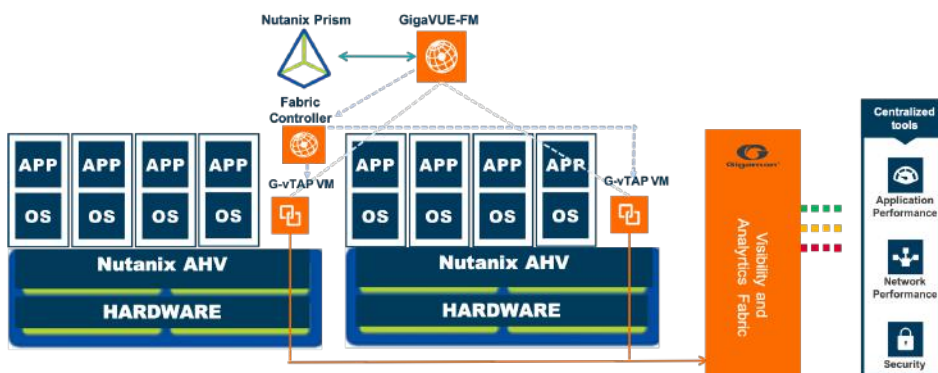 Nutanix Prism
GigaVUE-FM
Fabric
Controller
APP APP APP APP
OS OS OS OS
G-vTAP VM
Nutanix AHV
HARDWARE
APP APP APP APR
OS OS OS OS
G-vTAP VM
Nutanix AHV
HARDWARE
Gigamon®
Visibility and
Analyrtics Fabric
Centralized
tools
Application
Performance
Network
Performance
Security